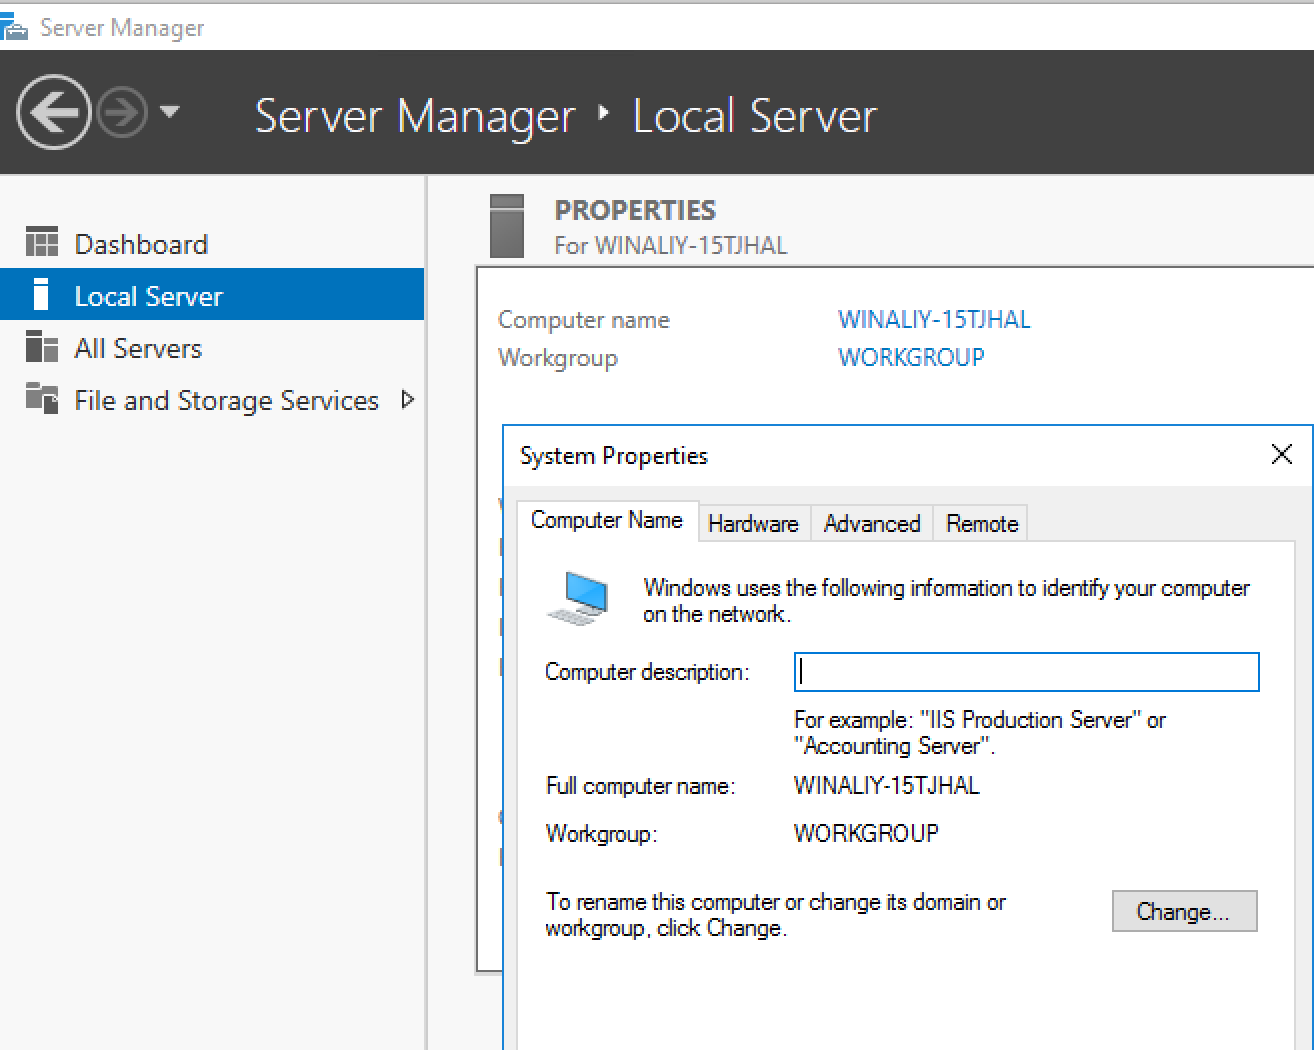 Server Manager
Server Manager ‣ Local Server
Dashboard
Local Server
All Servers
File and Storage Services
PROPERTIES
For WINALIY-15TJHAL
Computer name WINALIY-15TJHAL
Workgroup WORKGROUP
System Properties
Computer Name Hardware Advanced Remote
Windows uses the following information to identify your computer
on the network.
Computer description:
For example: "IIS Production Server" or
"Accounting Server".
Full computer name: WINALIY-15TJHAL
Workgroup: WORKGROUP
To rename this computer or change its domain or
workgroup, click Change.
Change...